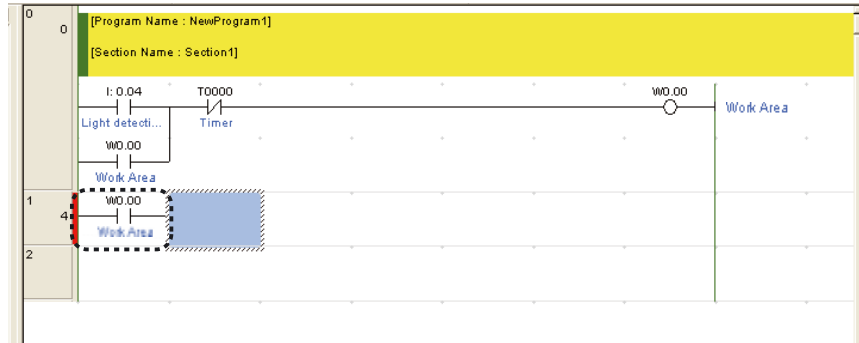 0
0
[Program Name : NewProgram1]
[Section Name : Section1]
I: 0.04 T0000 W0.00
Work Area
Light detecti... Timer
W0.00
Work Area
1
W0.00
4
Work Area
2